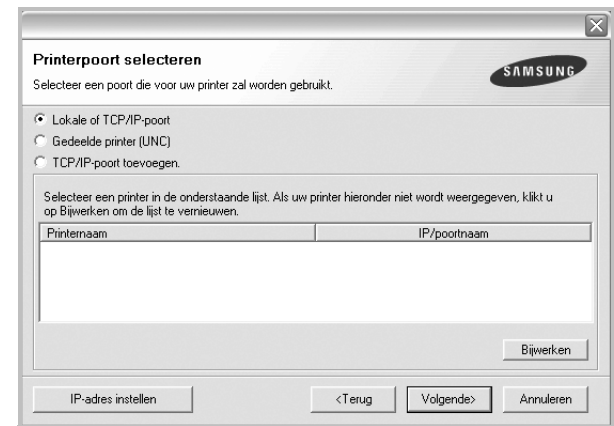 Printerpoort selecteren
Selecteer een poort die voor uw printer zal worden gebruikt.
SAMSUNG
Lokale of TCP/IP-poort
Gedeelde printer (UNC)
TCP/IP-poort toevoegen.
Selecteer een printer in de onderstaande lijst. Als uw printer hieronder niet wordt weergegeven, klikt u
op Bijwerken om de lijst te vernieuwen.
Printernaam IP/poortnaam
Bijwerken
IP-adres instellen <Terug Volgende> Annuleren